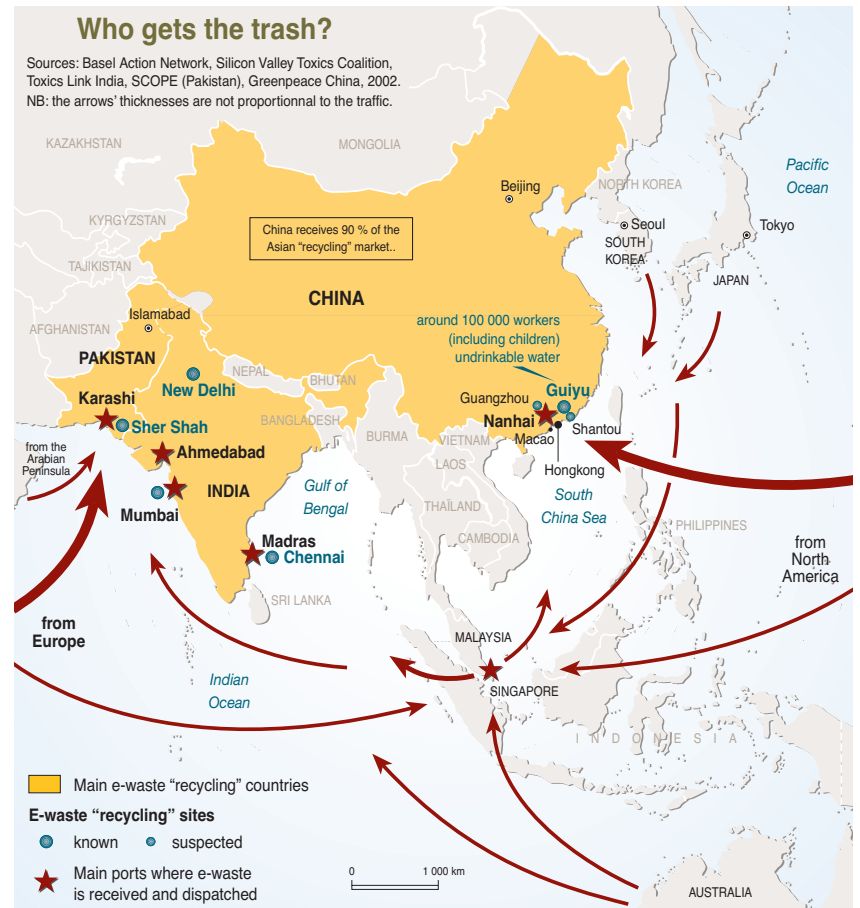 Who gets the trash?
Sources: Basel Action Network, Silicon Valley Toxics Coalition,
Toxics Link India, SCOPE (Pakistan), Greenpeace China, 2002.
NB: the arrows' thicknesses are not proportionnal to the traffic.
KAZAKHSTAN
MONGOLIA
Pacific
Ocean
Beijing
NORTH KOREA
KYRGYZSTAN
China receives 90 % of the
Asian “recycling” market..
Seoul
SOUTH
KOREA
Tokyo
TAJIKISTAN
JAPAN
CHINA
Islamabad
AFGHANISTAN
around 100 000 workers
(including children)
undrinkable water
PAKISTAN
NEPAL
BHUTAN
New Delhi
Karashi
Guangzhou
Guiyu
BANGLADESH
Nanhai
Sher Shah
Shantou
BURMA
VIETNAM
Macao
from the
Arabian
Peninsula
Ahmedabad
LAOS
Hongkong
INDIA
Gulf of
Bengal
South
China Sea
Mumbai
THAÏLAND
PHILIPPINES
Madras
CAMBODIA
from
North
America
Chennai
SRI LANKA
from
Europe
MALAYSIA
Indian
Ocean
SINGAPORE
INDONESIA
Main e-waste “recycling” countries
E-waste “recycling” sites
known
suspected
Main ports where e-waste
is received and dispatched
0
1 000 km
AUSTRALIA